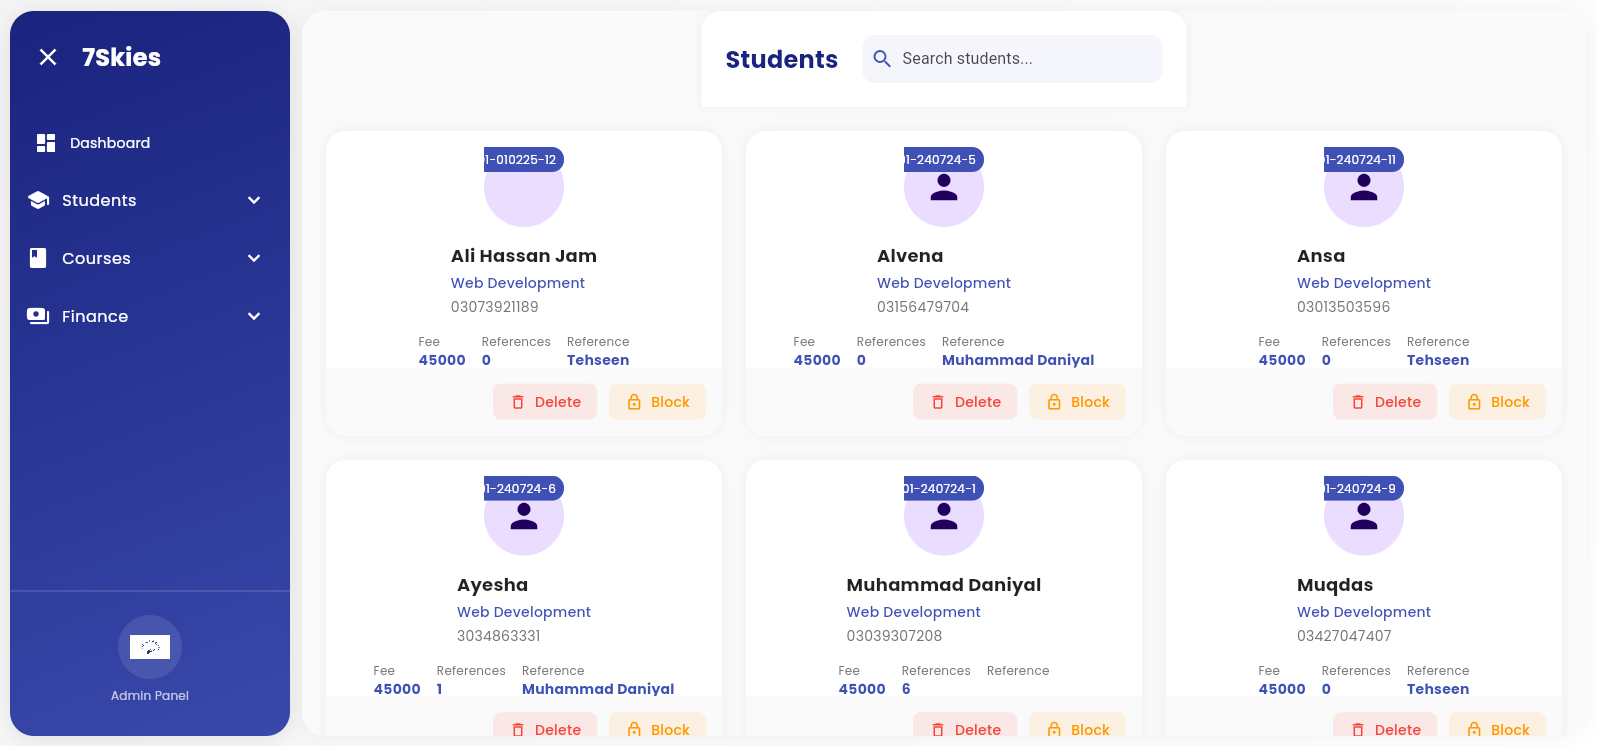 7Skies
Dashboard
Students
Courses
Finance
Admin Panel
Students
Search students...
1-010225-12
Ali Hassan Jam
Web Development
03073921189
Fee References Reference
45000 0 Tehseen
Delete Block
1-240724-5
Alvena
Web Development
03156479704
Fee References Reference
45000 0 Muhammad Daniyal
Delete Block
1-240724-11
Ansa
Web Development
03013503596
Fee References Reference
45000 0 Tehseen
Delete Block
1-240724-6
Ayesha
Web Development
3034863331
Fee References Reference
45000 1 Muhammad Daniyal
Delete Block
01-240724-1
Muhammad Daniyal
Web Development
03039307208
Fee References Reference
45000 6
Delete Block
1-240724-9
Muqdas
Web Development
03427047407
Fee References Reference
45000 0 Tehseen
Delete Block